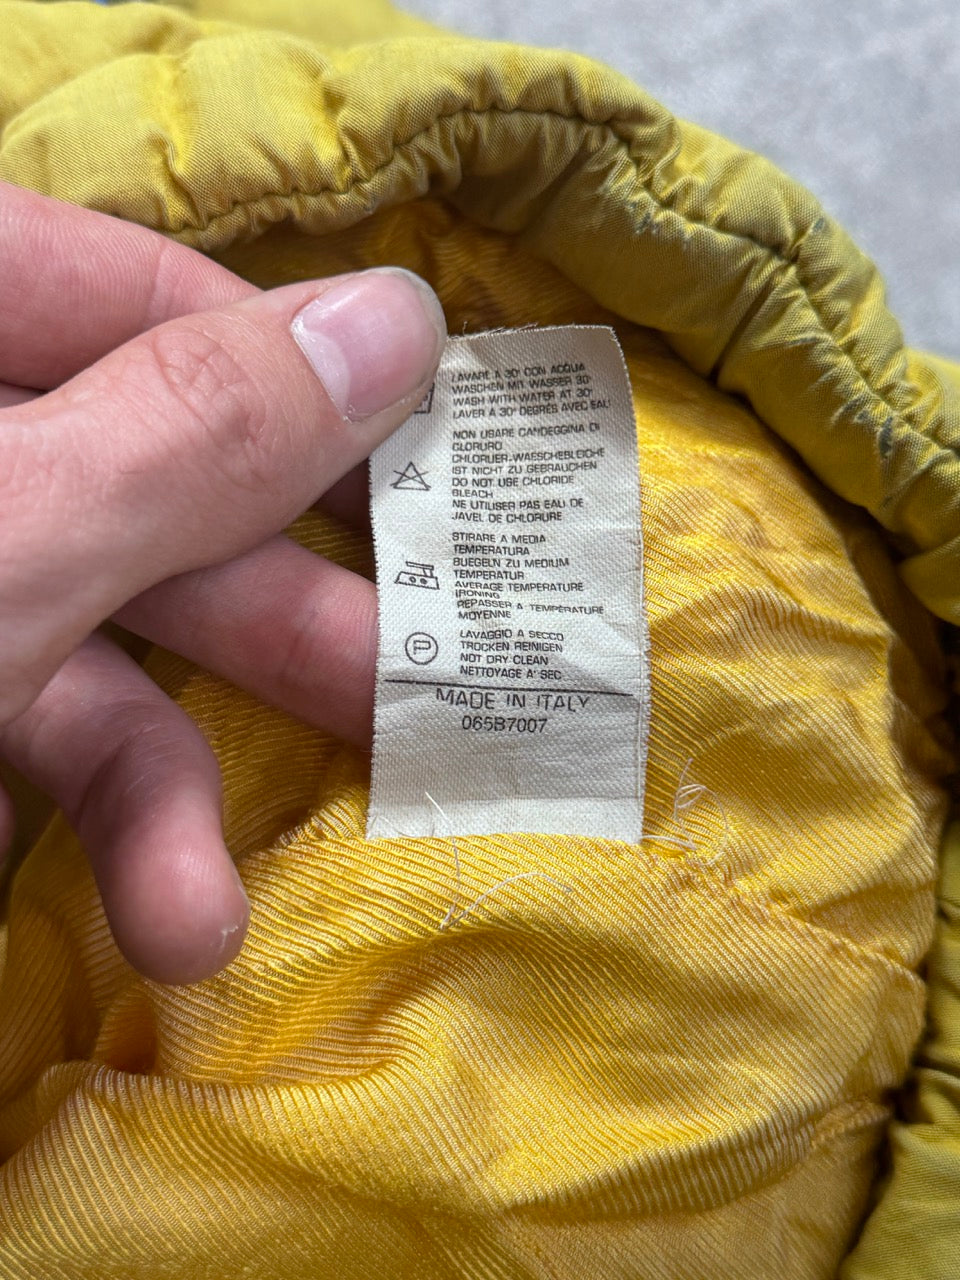 LAVARE A 30° CON ACQUA
WASCHEN MIT WASSER 30°
WASH WITH WATER AT 30°
LAVER A 30° DEGRÉS AVEC EAU
NON USARE CANDEGGINA DI
CLORURO
CHLORUER-WAESCHEBLEICHE
IST NICHT ZU GEBRAUCHEN
DO NOT USE CHLORIDE
BLEACH
NE UTILISER PAS EAU DE
JAVEL DE CHLORURE
STIRARE A MEDIA
TEMPERATURA
BUEGELN ZU MEDIUM
TEMPERATUR
AVERAGE TEMPERATURE
IRONING
REPASSER A TEMPÉRATURE
MOYENNE
P
LAVAGGIO A SECCO
TROCKEN REINIGEN
NOT DRY CLEAN
NETTOYAGE A' SEC
MADE IN ITALY
065B7007